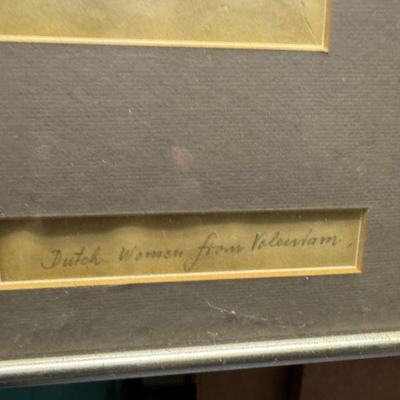 Dutch Women from Volendam.